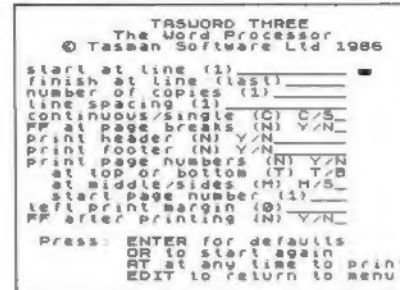 TASWORD THREE
The Word Processor
© Tasman Software Ltd 1986
start at line (1)
finish at line (last)
number of copies (1)
line spacing (1)
continuous/single (C) C/S
FF at page breaks (N) Y/N
print header (N) Y/N
print footer (N) Y/N
print page numbers (N) Y/N
at top or bottom (T) T/B
at middle/sides (M) M/S
start page number (1)
left print margin (0)
FF after printing (N) Y/N
Press: ENTER for defaults
OR to start again
AT at any time to print
EDIT to return to menu